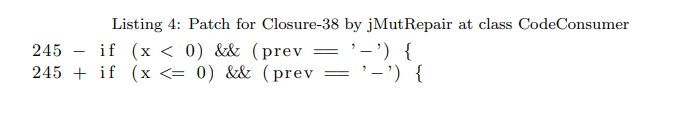 Listing 4: Patch for Closure-38 by jMutRepair at class CodeConsumer
245 - if (x < 0) && (prev == '-') {
245 + if (x <= 0) && (prev == '-') {